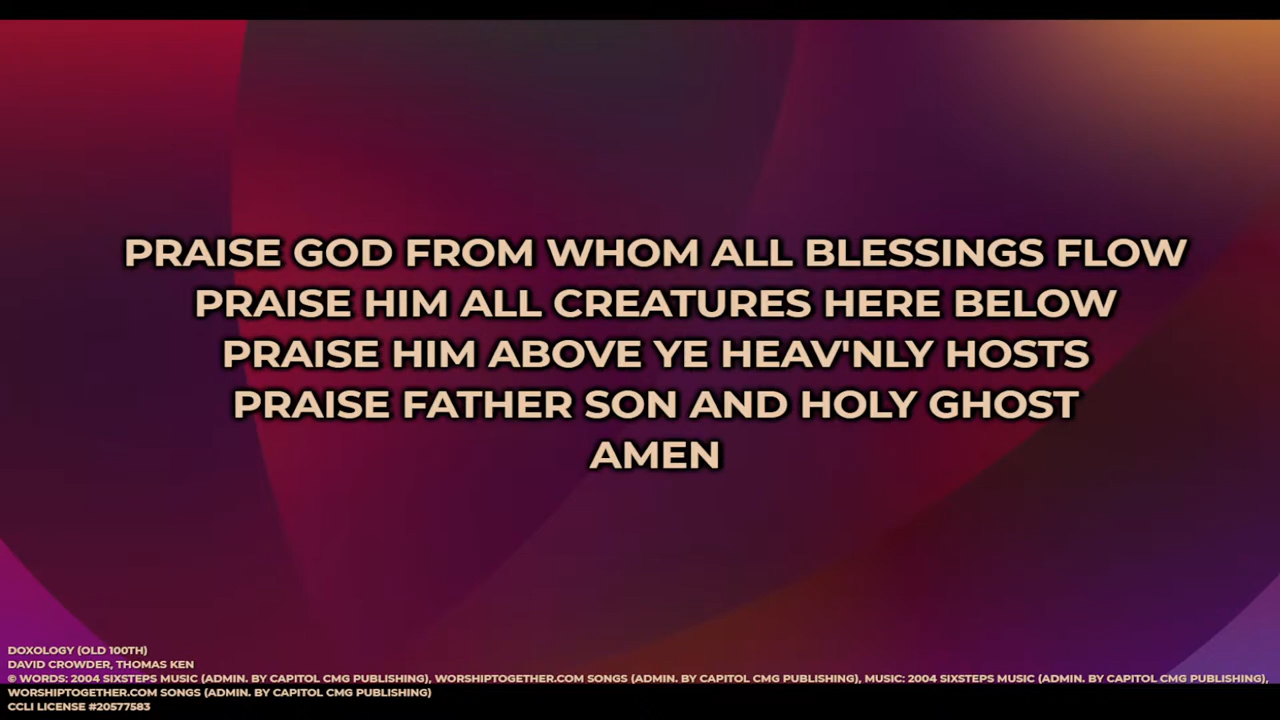 PRAISE GOD FROM WHOM ALL BLESSINGS FLOW
PRAISE HIM ALL CREATURES HERE BELOW
PRAISE HIM ABOVE YE HEAV'NLY HOSTS
PRAISE FATHER SON AND HOLY GHOST
AMEN
DOXOLOGY (OLD 100TH)
DAVID CROWDER, THOMAS KEN
© WORDS: 2004 SIXSTEPS MUSIC (ADMIN. BY CAPITOL CMG PUBLISHING), WORSHIPTOGETHER.COM SONGS (ADMIN. BY CAPITOL CMG PUBLISHING), MUSIC: 2004 SIXSTEPS MUSIC (ADMIN. BY CAPITOL CMG PUBLISHING),
WORSHIPTOGETHER.COM SONGS (ADMIN. BY CAPITOL CMG PUBLISHING)
CCLI LICENSE #20577583